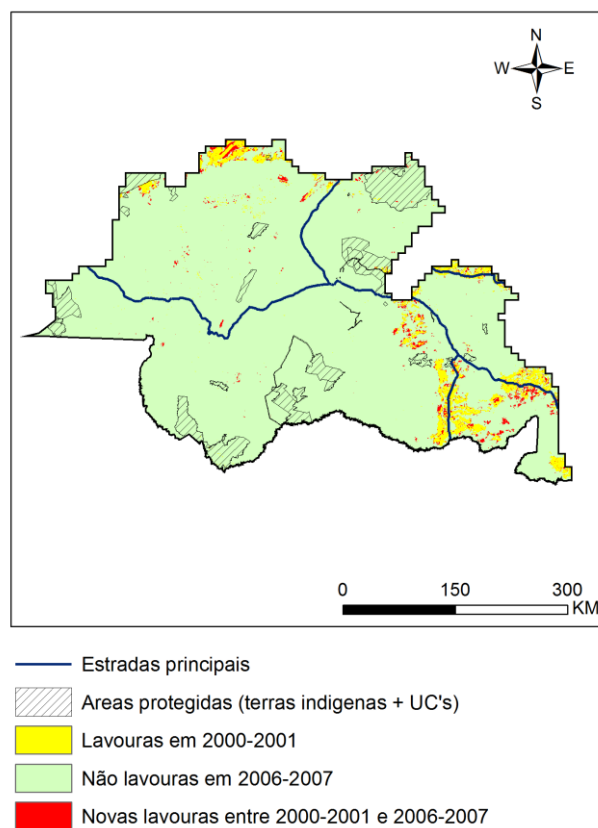 N
W E
S
0 150 300
KM
Estradas principais
Areas protegidas (terras indigenas + UC's)
Lavouras em 2000-2001
Não lavouras em 2006-2007
Novas lavouras entre 2000-2001 e 2006-2007